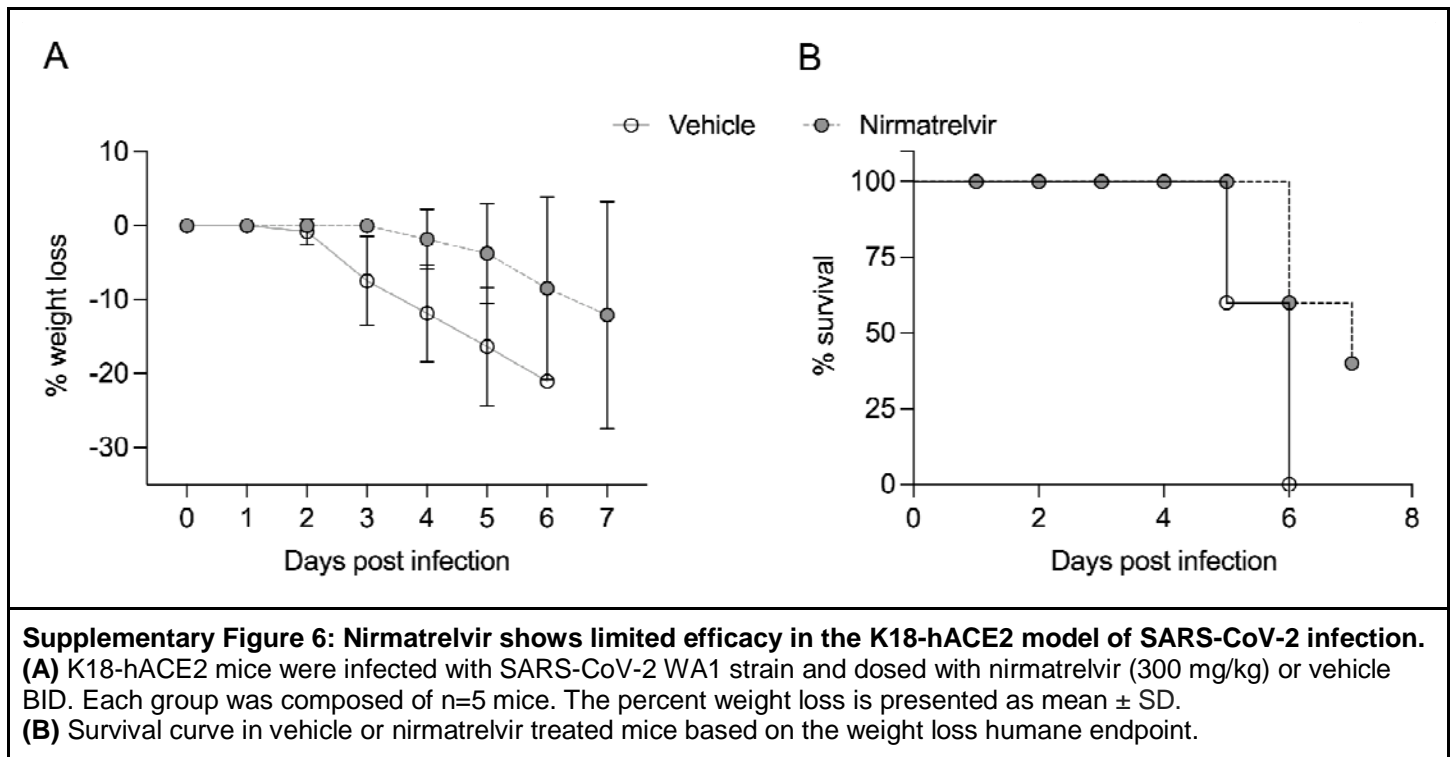 A
B
Vehicle
Nirmatrelvir
10
0
-10
-20
-30
% weight loss
0 1 2 3 4 5 6 7
Days post infection
100
75
50
25
0
% survival
0 2 4 6 8
Days post infection
Supplementary Figure 6: Nirmatrelvir shows limited efficacy in the K18-hACE2 model of SARS-CoV-2 infection.
(A) K18-hACE2 mice were infected with SARS-CoV-2 WA1 strain and dosed with nirmatrelvir (300 mg/kg) or vehicle
BID. Each group was composed of n=5 mice. The percent weight loss is presented as mean ± SD.
(B) Survival curve in vehicle or nirmatrelvir treated mice based on the weight loss humane endpoint.